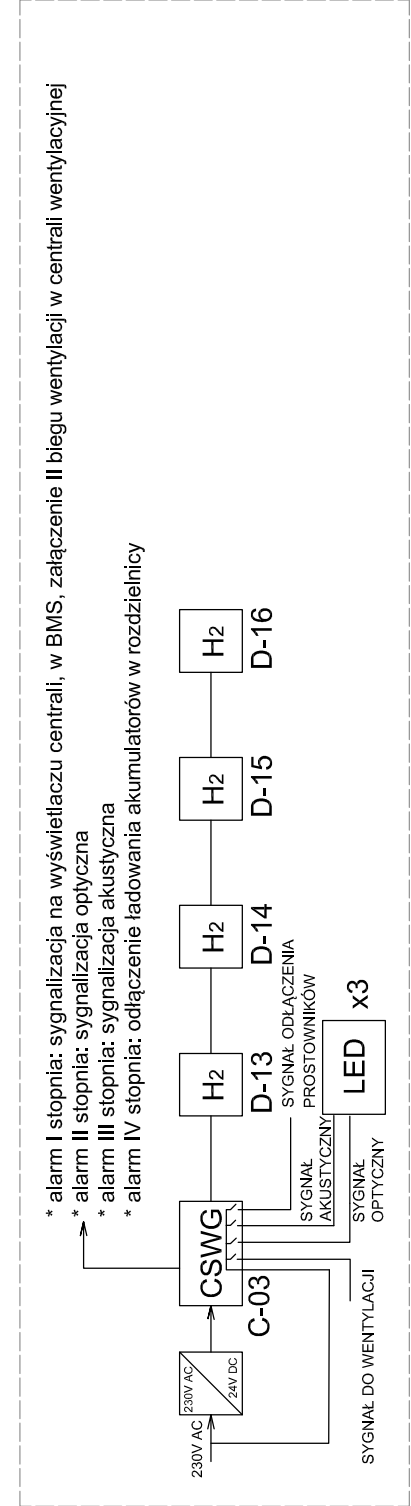 * alarm I stopnia: sygnalizacja na wyświetlaczu centrali, w BMS, załączenie II biegu wentylacji w centrali wentylacyjnej
* alarm II stopnia: sygnalizacja optyczna
* alarm III stopnia: sygnalizacja akustyczna
* alarm IV stopnia: odłączenie ładowania akumulatorów w rozdzielnicy
230V AC
230V AC
24V DC
CSWG
C-03
H2
D-13
H2
D-14
H2
D-15
H2
D-16
SYGNAŁ ODŁĄCZENIA
PROSTOWNIKÓW
SYGNAŁ
AKUSTYCZNY
SYGNAŁ
OPTYCZNY
LED
x3
SYGNAŁ DO WENTYLACJI